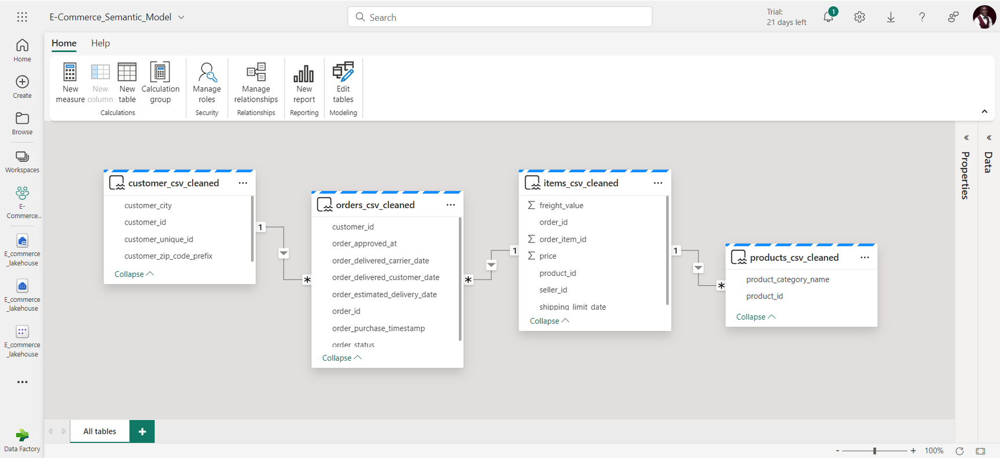 E-Commerce_Semantic_Model
Search
Trial:
21 days left
1
Home
Create
Browse
Workspaces
E-
Commerce...
E_commerce
_lakehouse
E_commerce
_lakehouse
E_commerce
_lakehouse
Data Factory
Home
Help
New
measure
New
column
New
table
Calculation
group
Calculations
Manage
roles
Security
Manage
relationships
Relationships
New
report
Reporting
Edit
tables
Modeling
customer_csv_cleaned
customer_city
customer_id
customer_unique_id
customer_zip_code_prefix
Collapse
1
*
orders_csv_cleaned
customer_id
order_approved_at
order_delivered_carrier_date
order_delivered_customer_date
order_estimated_delivery_date
order_id
order_purchase_timestamp
order_status
Collapse
*
1
items_csv_cleaned
Σ freight_value
order_id
Σ order_item_id
Σ price
product_id
seller_id
shipping_limit_date
Collapse
1
*
products_csv_cleaned
product_category_name
product_id
Collapse
Properties
Data
All tables
+
- + 100%